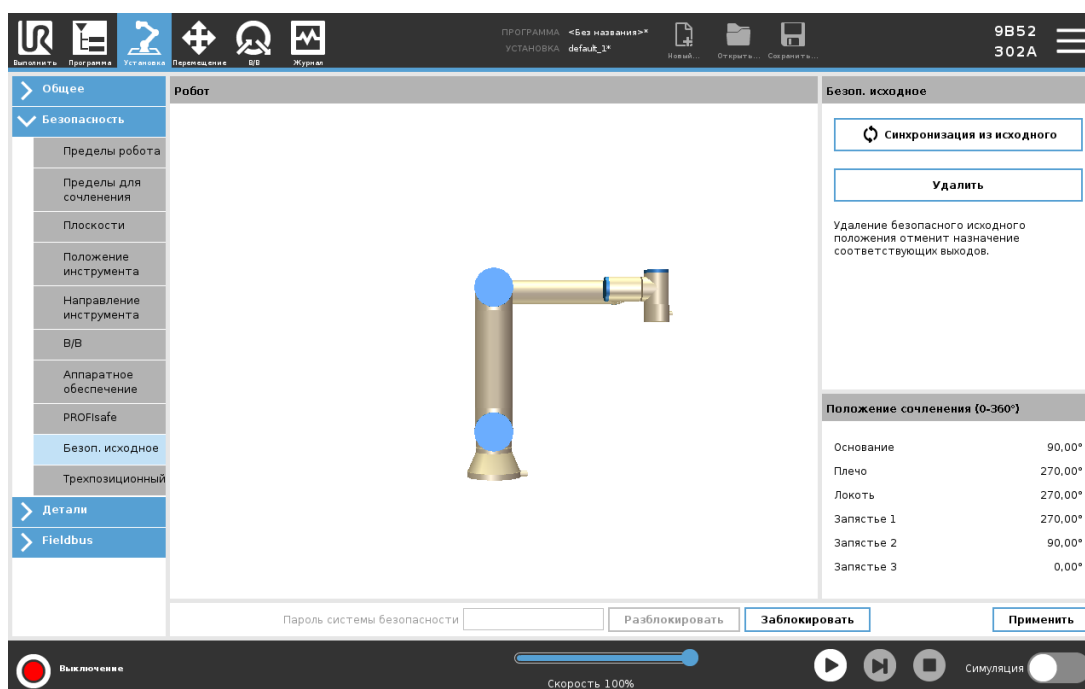 UR
ПРОГРАММА <Без названия>*
УСТАНОВКА default_1*
Выполнить
Программа
Установка
Перемещение
В/В
Журнал
Новый...
Открыть...
Сохранить...
9B52
302A
Общее
Безопасность
Пределы робота
Пределы для
сочленения
Плоскости
Положение
инструмента
Направление
инструмента
В/В
Аппаратное
обеспечение
PROFIsafe
Безоп. исходное
Трехпозиционный
Детали
Fieldbus
Робот
Безоп. исходное
Синхронизация из исходного
Удалить
Удаление безопасного исходного
положения отменит назначение
соответствующих выходов.
Положение сочленения (0-360°)
Основание 90,00°
Плечо 270,00°
Локоть 270,00°
Запястье 1 270,00°
Запястье 2 90,00°
Запястье 3 0,00°
Пароль системы безопасности
Разблокировать
Заблокировать
Применить
Выключение
Скорость 100%
Симуляция